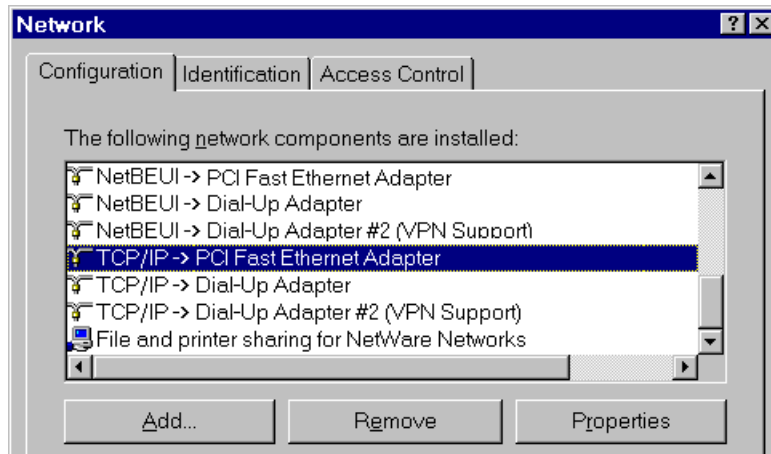 Network
Configuration Identification Access Control
The following network components are installed:
NetBEUI -> PCI Fast Ethernet Adapter
NetBEUI -> Dial-Up Adapter
NetBEUI -> Dial-Up Adapter #2 (VPN Support)
TCP/IP -> PCI Fast Ethernet Adapter
TCP/IP -> Dial-Up Adapter
TCP/IP -> Dial-Up Adapter #2 (VPN Support)
File and printer sharing for NetWare Networks
Add... Remove Properties